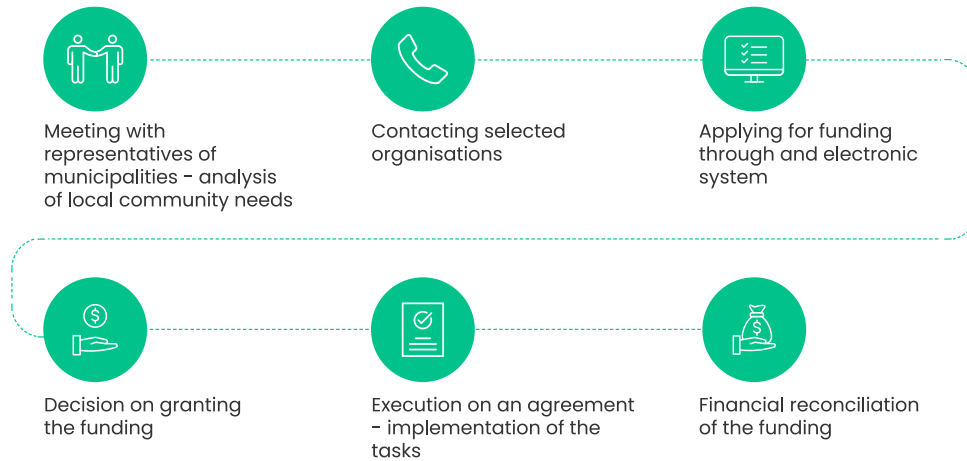 Meeting with
representatives of
municipalities - analysis
of local community needs
Contacting selected
organisations
Applying for funding
through and electronic
system
$
Decision on granting
the funding
Execution on an agreement
- implementation of the
tasks
$
Financial reconciliation
of the funding